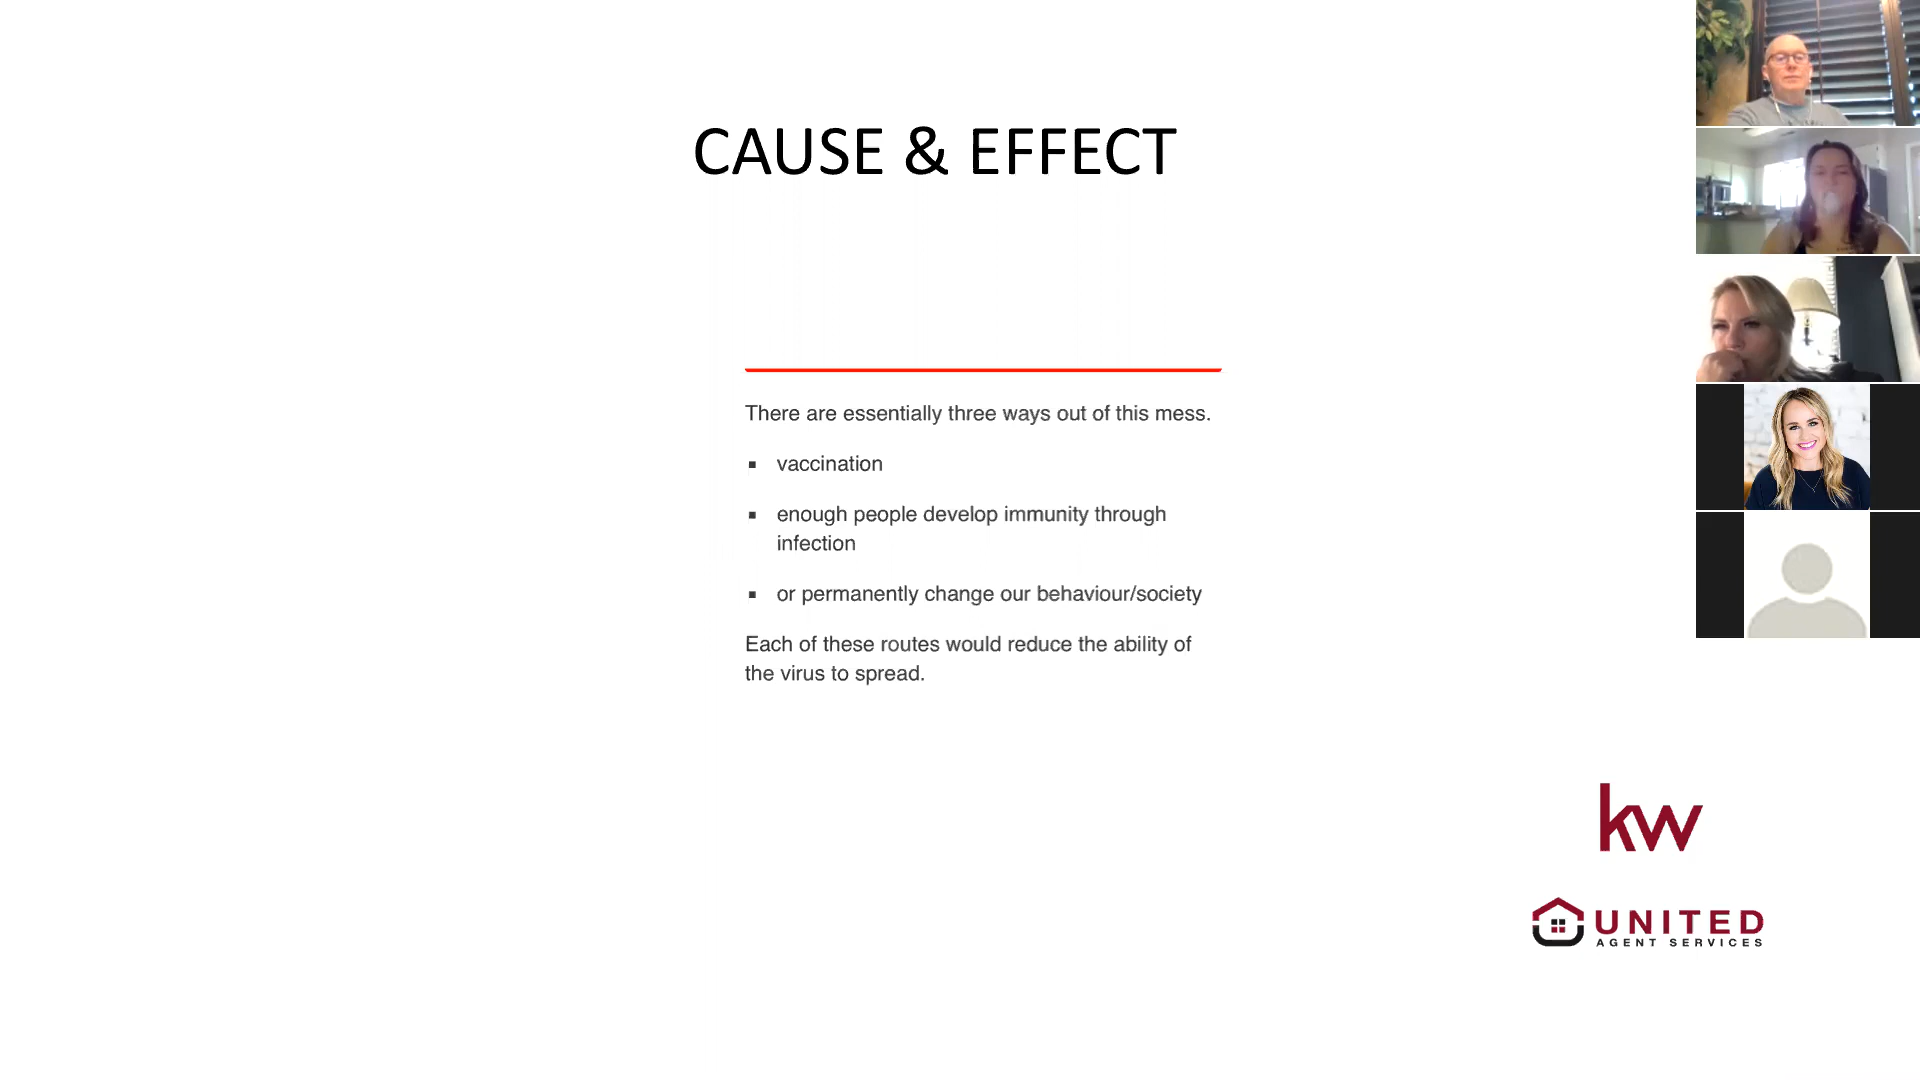 CAUSE & EFFECT
There are essentially three ways out of this mess.
▪ vaccination
▪ enough people develop immunity through
infection
▪ or permanently change our behaviour/society
Each of these routes would reduce the ability of
the virus to spread.
kw
UNITED
AGENT SERVICES